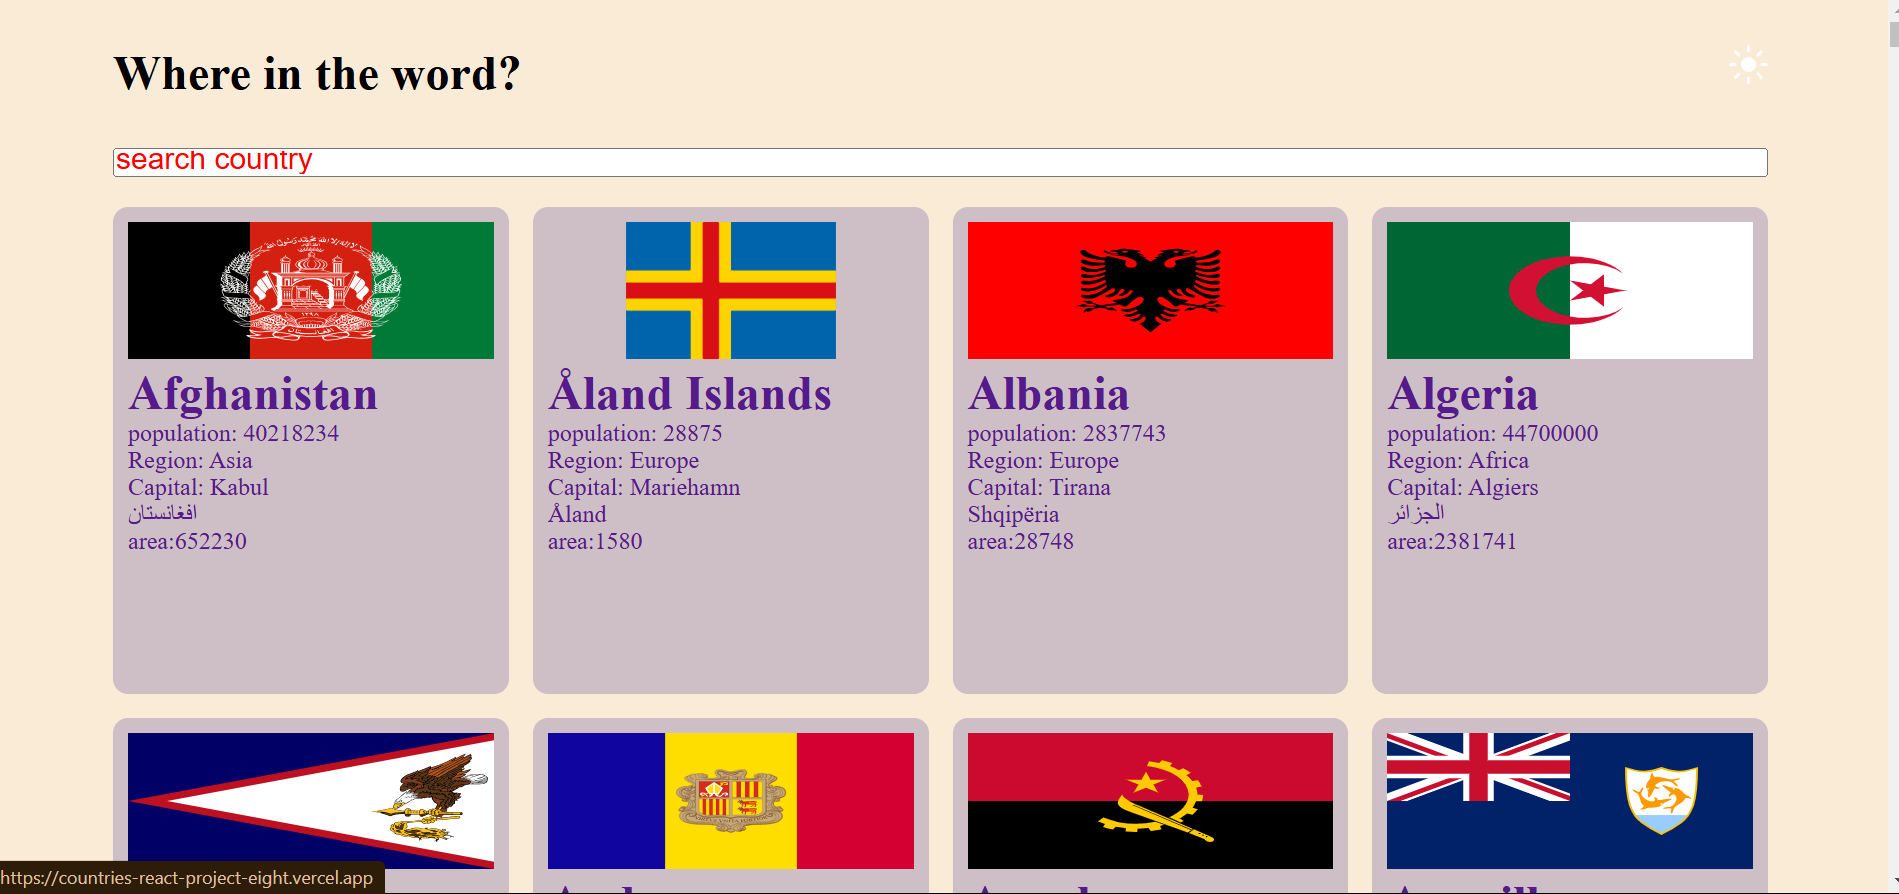 Where in the word?
search country
Afghanistan
population: 40218234
Region: Asia
Capital: Kabul
افغانستان
area:652230
Åland Islands
population: 28875
Region: Europe
Capital: Mariehamn
Åland
area:1580
Albania
population: 2837743
Region: Europe
Capital: Tirana
Shqipëria
area:28748
Algeria
population: 44700000
Region: Africa
Capital: Algiers
الجزائر
area:2381741
https://countries-react-project-eight.vercel.app